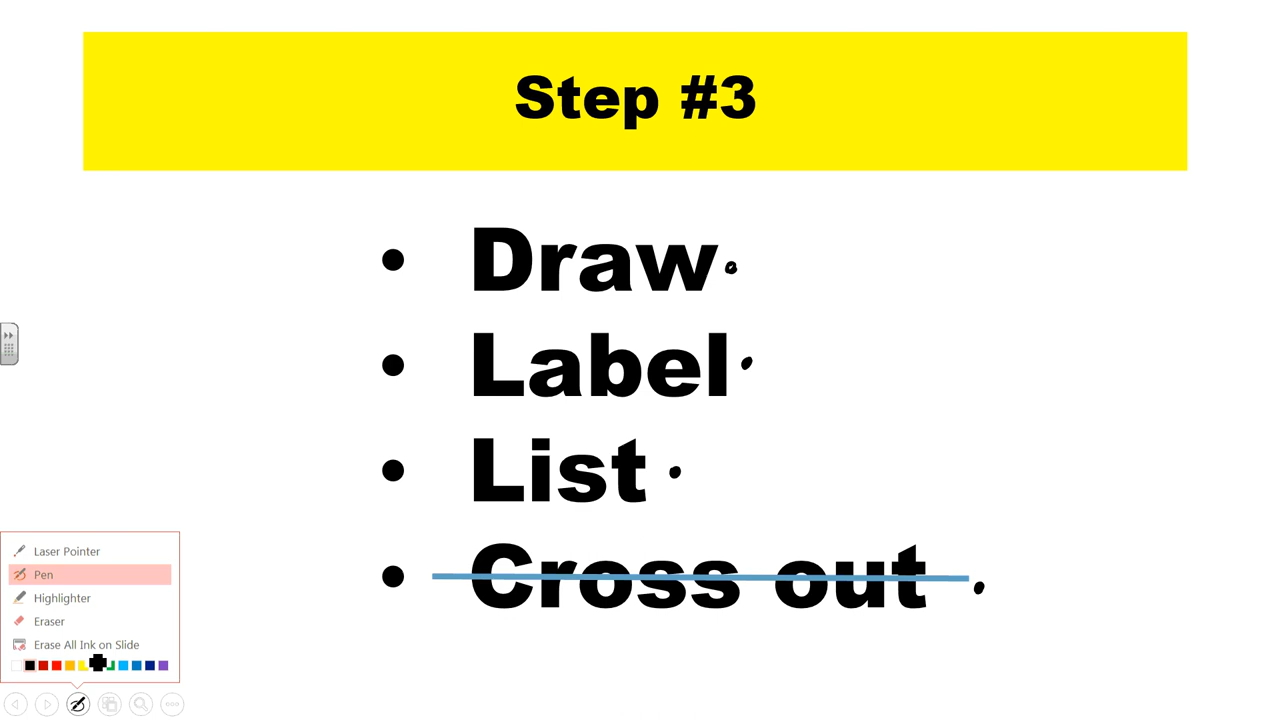 Step #3
• Draw.
• Label.
• List.
• Cross out.
Laser Pointer
Pen
Highlighter
Eraser
Erase All Ink on Slide